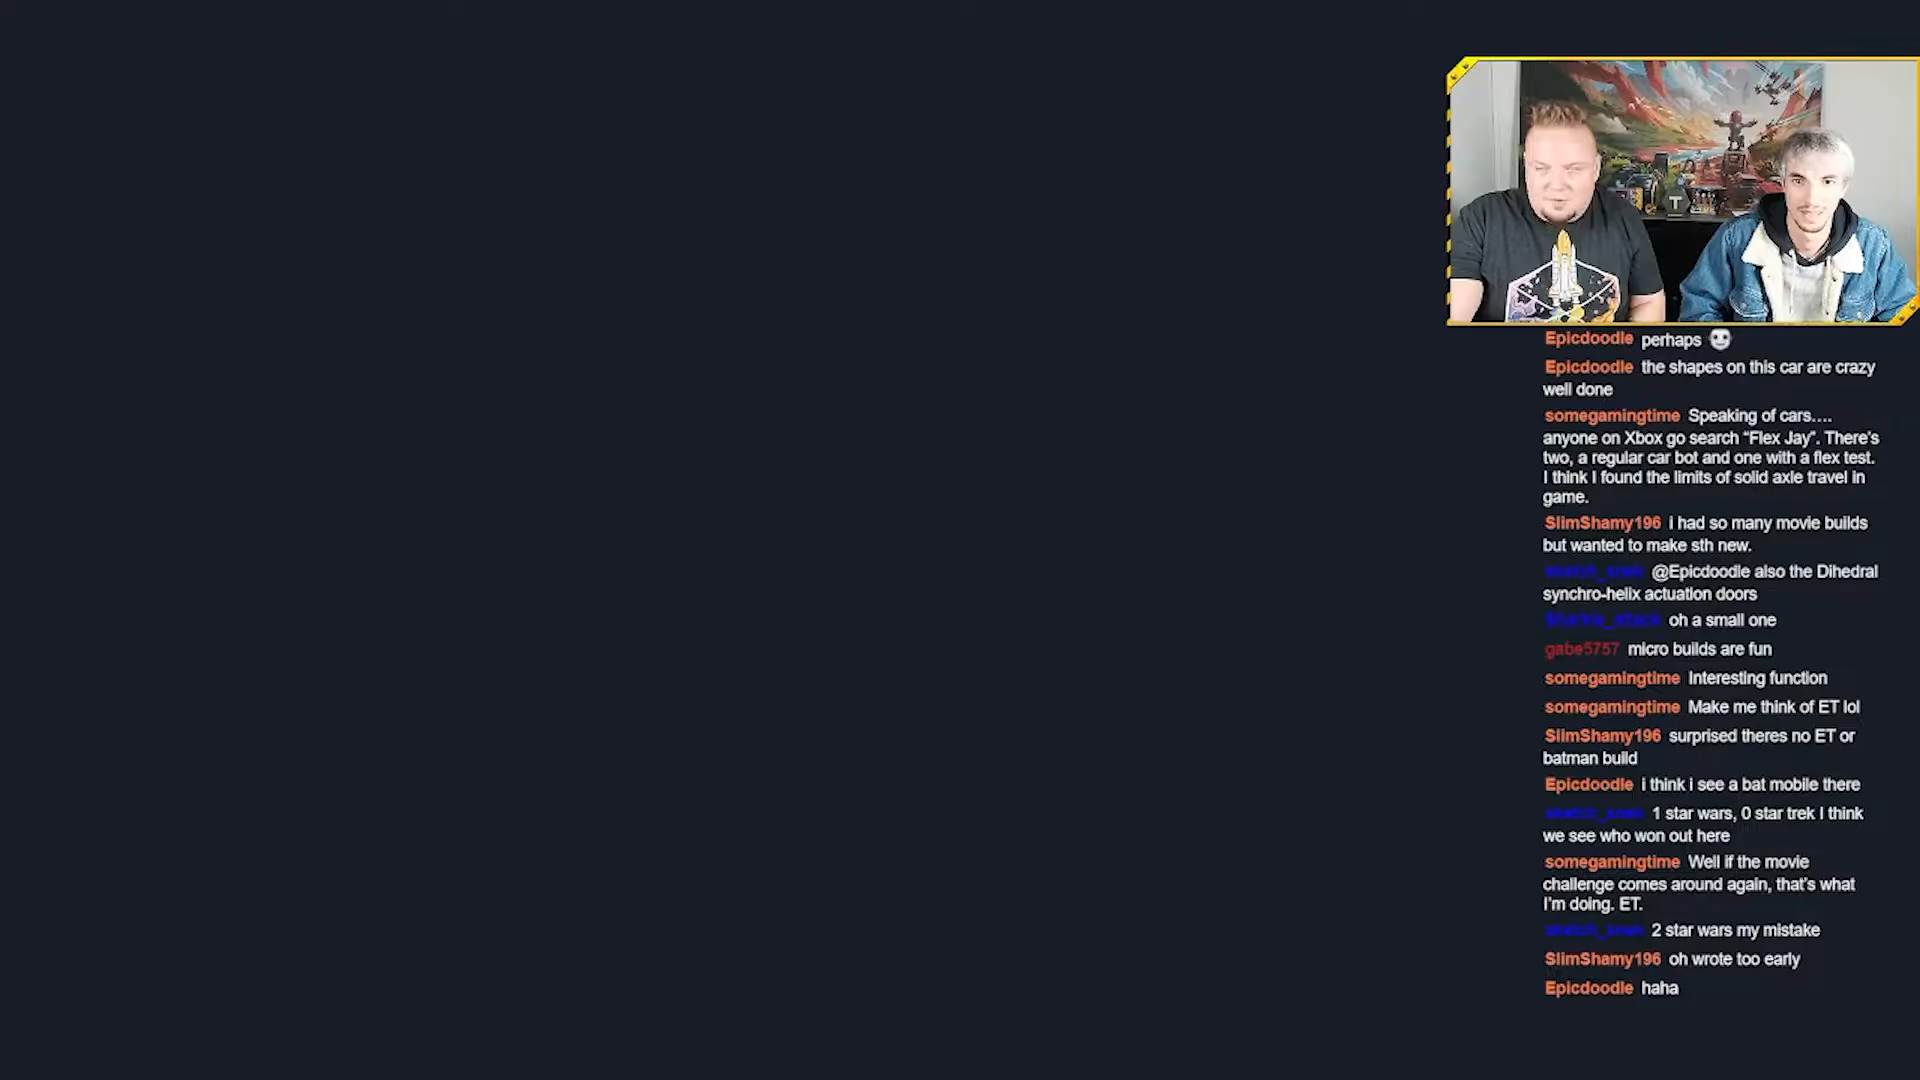 T
Epicdoodle perhaps
Epicdoodle the shapes on this car are crazy
well done
somegamingtime Speaking of cars....
anyone on Xbox go search “Flex Jay”. There's
two, a regular car bot and one with a flex test.
I think I found the limits of solid axle travel in
game.
SlimShamy196 i had so many movie builds
but wanted to make sth new.
@Epicdoodle also the Dihedral
synchro-helix actuation doors
oh a small one
gabe5757 micro builds are fun
somegamingtime Interesting function
somegamingtime Make me think of ET lol
SlimShamy196 surprised theres no ET or
batman build
Epicdoodle i think i see a bat mobile there
1 star wars, 0 star trek I think
we see who won out here
somegamingtime Well if the movie
challenge comes around again, that's what
I'm doing. ET.
2 star wars my mistake
SlimShamy196 oh wrote too early
Epicdoodle haha